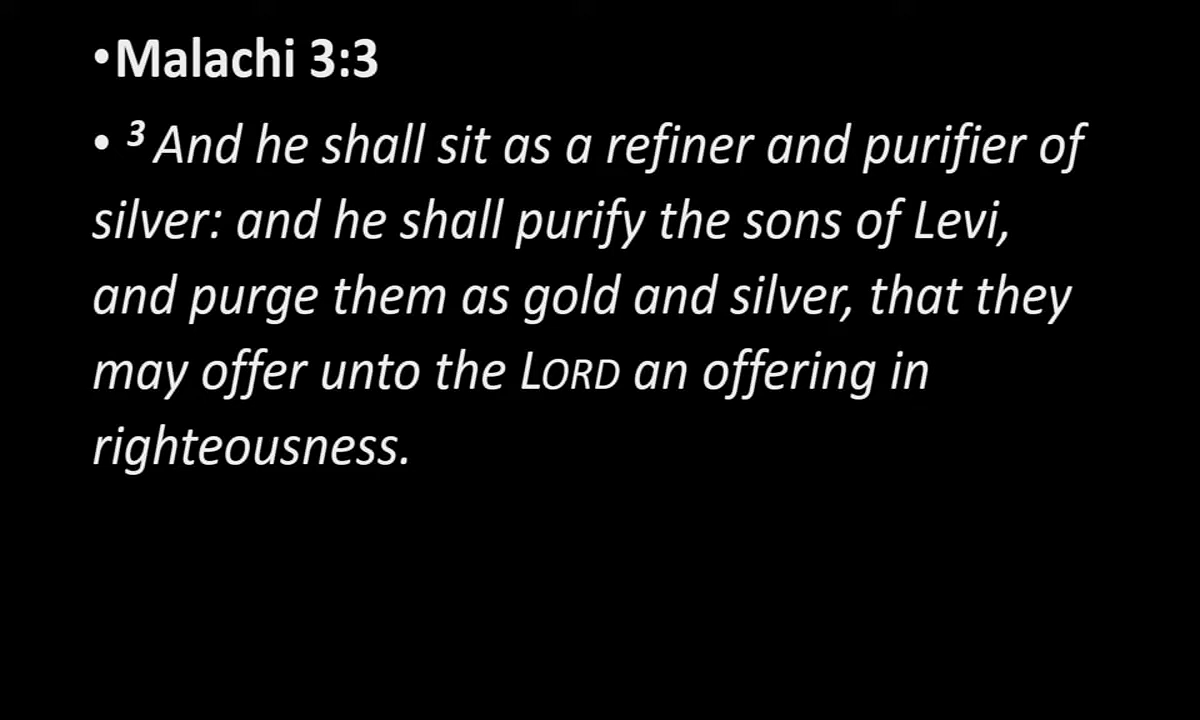 •Malachi 3:3
• ³ And he shall sit as a refiner and purifier of
silver: and he shall purify the sons of Levi,
and purge them as gold and silver, that they
may offer unto the LORD an offering in
righteousness.